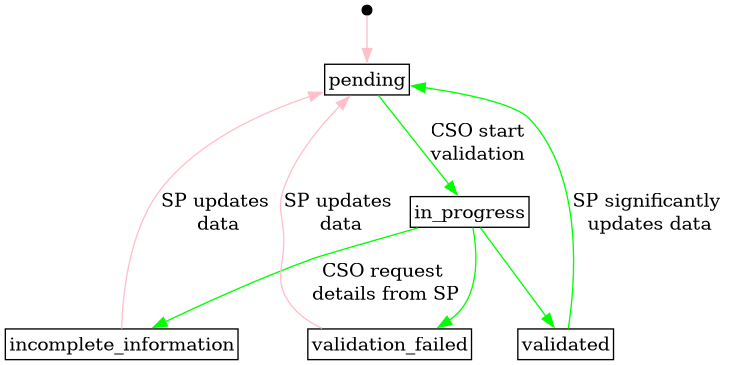 pending
CSO start
validation
SP updates
data
SP updates
data
SP significantly
updates data
in_progress
CSO request
details from SP
incomplete_information
validation_failed
validated